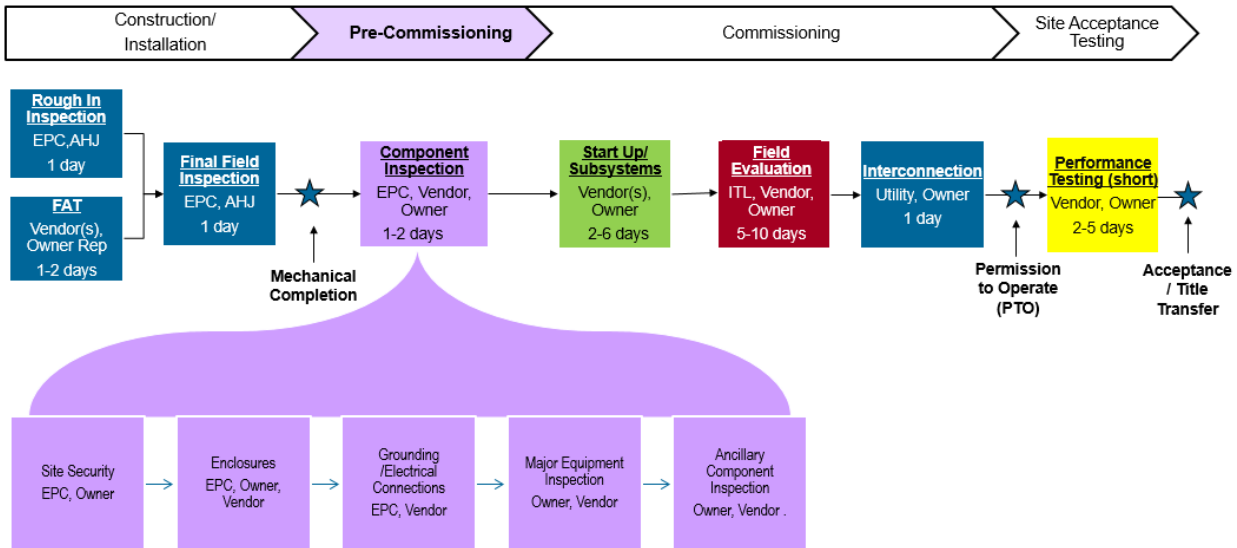 Construction/
Installation
Pre-Commissioning
Commissioning
Site Acceptance
Testing
Rough In
Inspection
EPC,AHJ
1 day
FAT
Vendor(s),
Owner Rep
1-2 days
Final Field
Inspection
EPC, AHJ
1 day
Mechanical
Completion
Component
Inspection
EPC, Vendor,
Owner
1-2 days
Start Up/
Subsystems
Vendor(s),
Owner
2-6 days
Field
Evaluation
ITL, Vendor,
Owner
5-10 days
Interconnection
Utility, Owner
1 day
Permission
to Operate
(PTO)
Performance
Testing (short)
Vendor, Owner
2-5 days
Acceptance
/ Title
Transfer
Site Security
EPC, Owner
Enclosures
EPC, Owner,
Vendor
Grounding
/Electrical
Connections
EPC, Vendor
Major Equipment
Inspection
Owner, Vendor
Ancillary
Component
Inspection
Owner, Vendor .